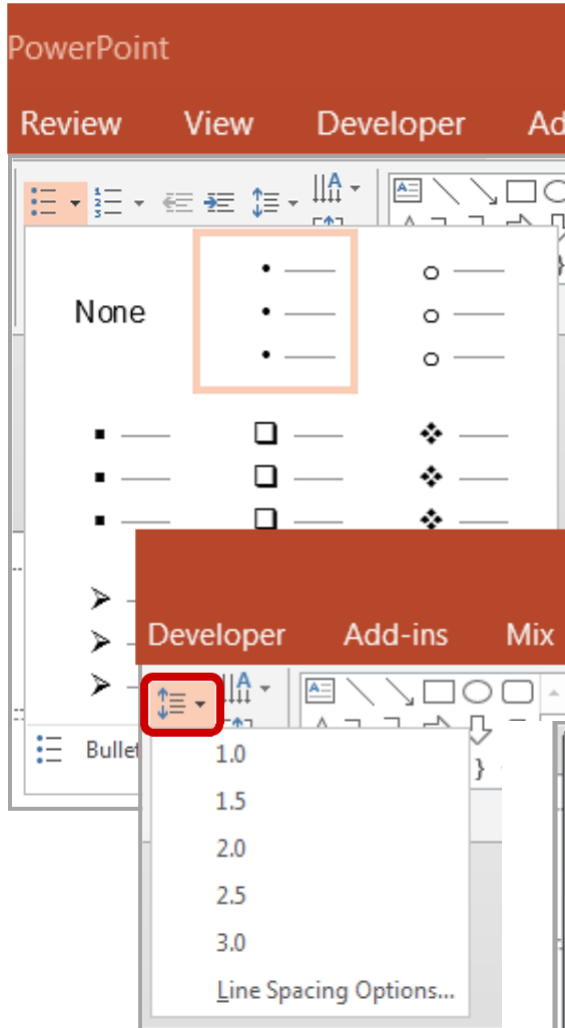 PowerPoint
Review View Developer Ad
None
Developer Add-ins Mix
Bullet
1.0
1.5
2.0
2.5
3.0
Line Spacing Options...